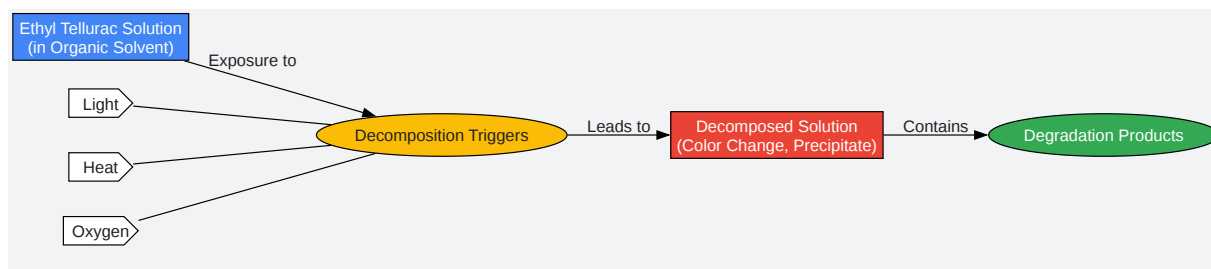 Ethyl Tellurac Solution
(in Organic Solvent)
Exposure to
Light
Heat
Oxygen
Decomposition Triggers
Leads to
Decomposed Solution
(Color Change, Precipitate)
Contains
Degradation Products